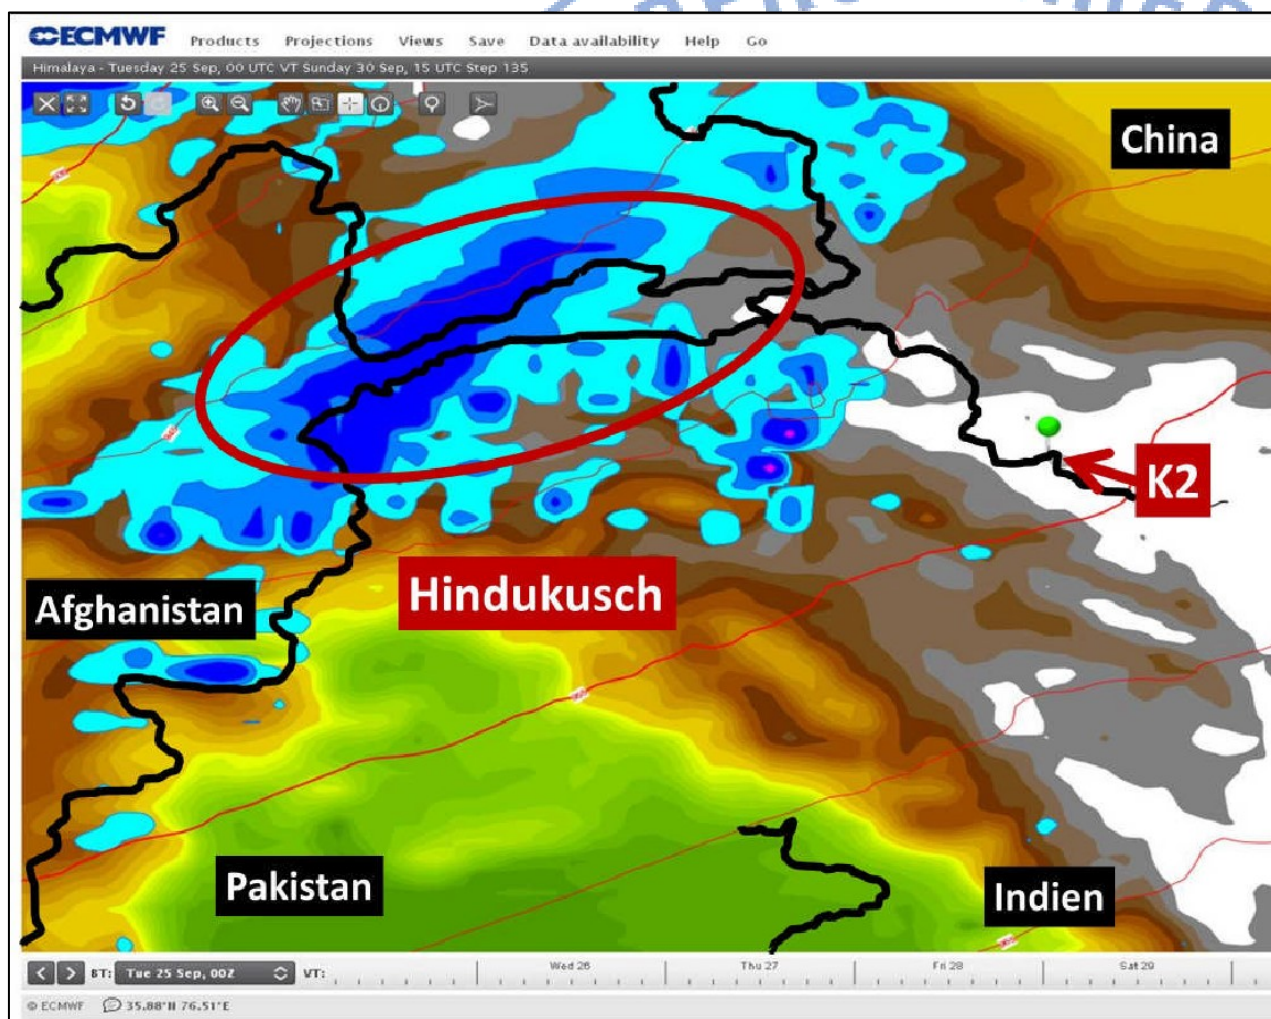 ECMWF Products Projections Views Save Data availability Help Go
Himalaya - Tuesday 25 Sep, 00 UTC VT Sunday 30 Sep, 15 UTC Step 135
China
K2
Hindukusch
Afghanistan
Pakistan
Indien
BT: Tue 25 Sep, 00Z VT: Wed 26 Thu 27 Fri 28 Sat 29
© ECMWF 35.88°N 76.51°E